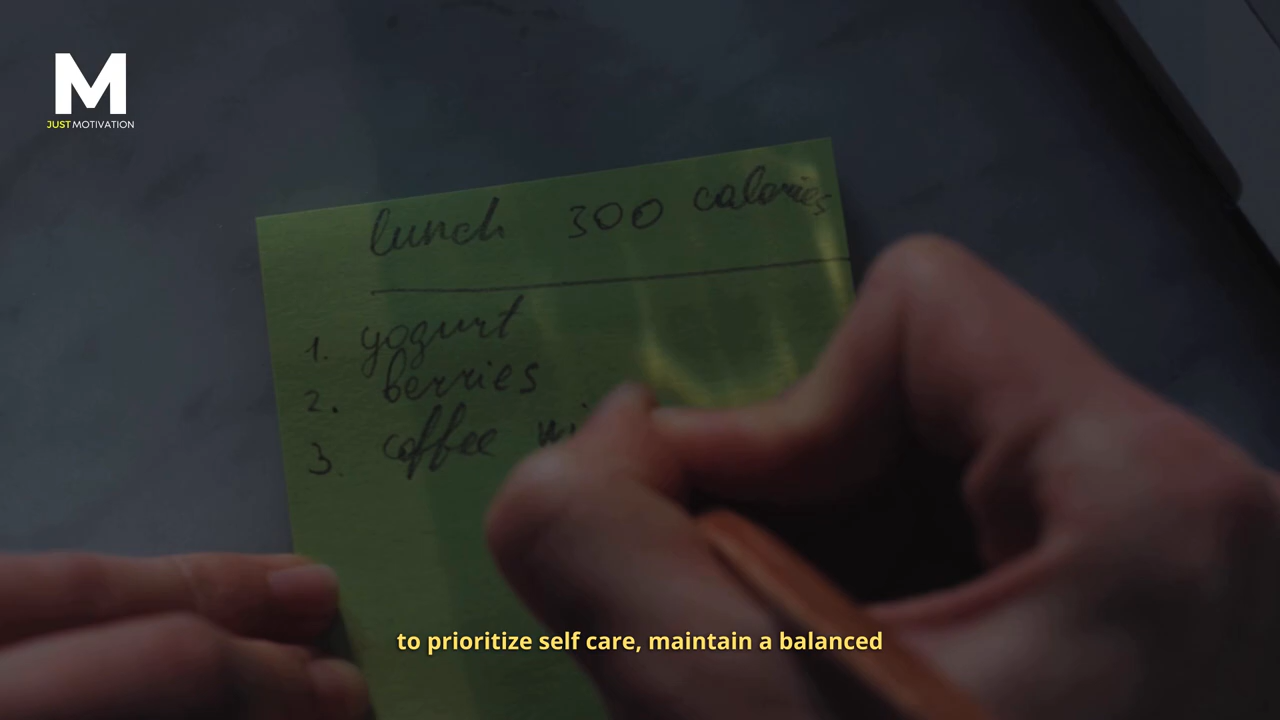 M
JUST MOTIVATION
lunch 300 calories
1. yogurt
2. berries
3. coffee
to prioritize self care, maintain a balanced